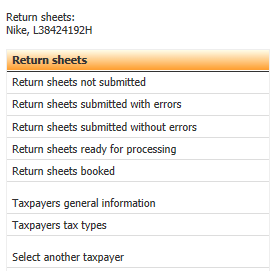 Return sheets:
Nike, L38424192H
Return sheets
Return sheets not submitted
Return sheets submitted with errors
Return sheets submitted without errors
Return sheets ready for processing
Return sheets booked
Taxpayers general information
Taxpayers tax types
Select another taxpayer